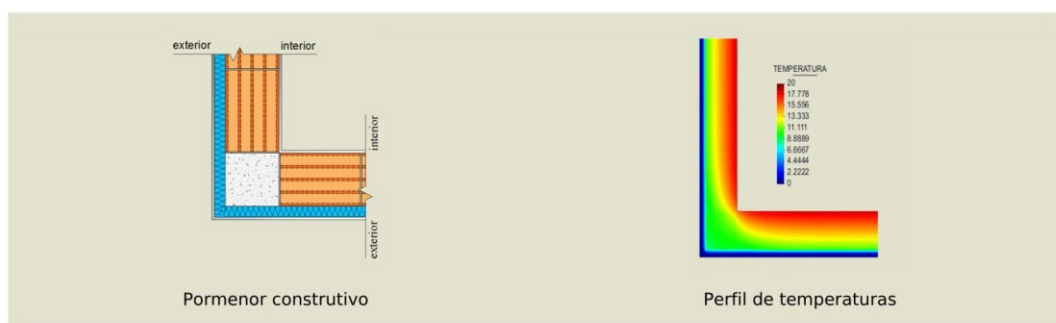 exterior
interior
interior
exterior
Pormenor construtivo
TEMPERATURA
20
17.778
15.556
13.333
11.111
8.8889
6.6667
4.4444
2.2222
0
Perfil de temperaturas